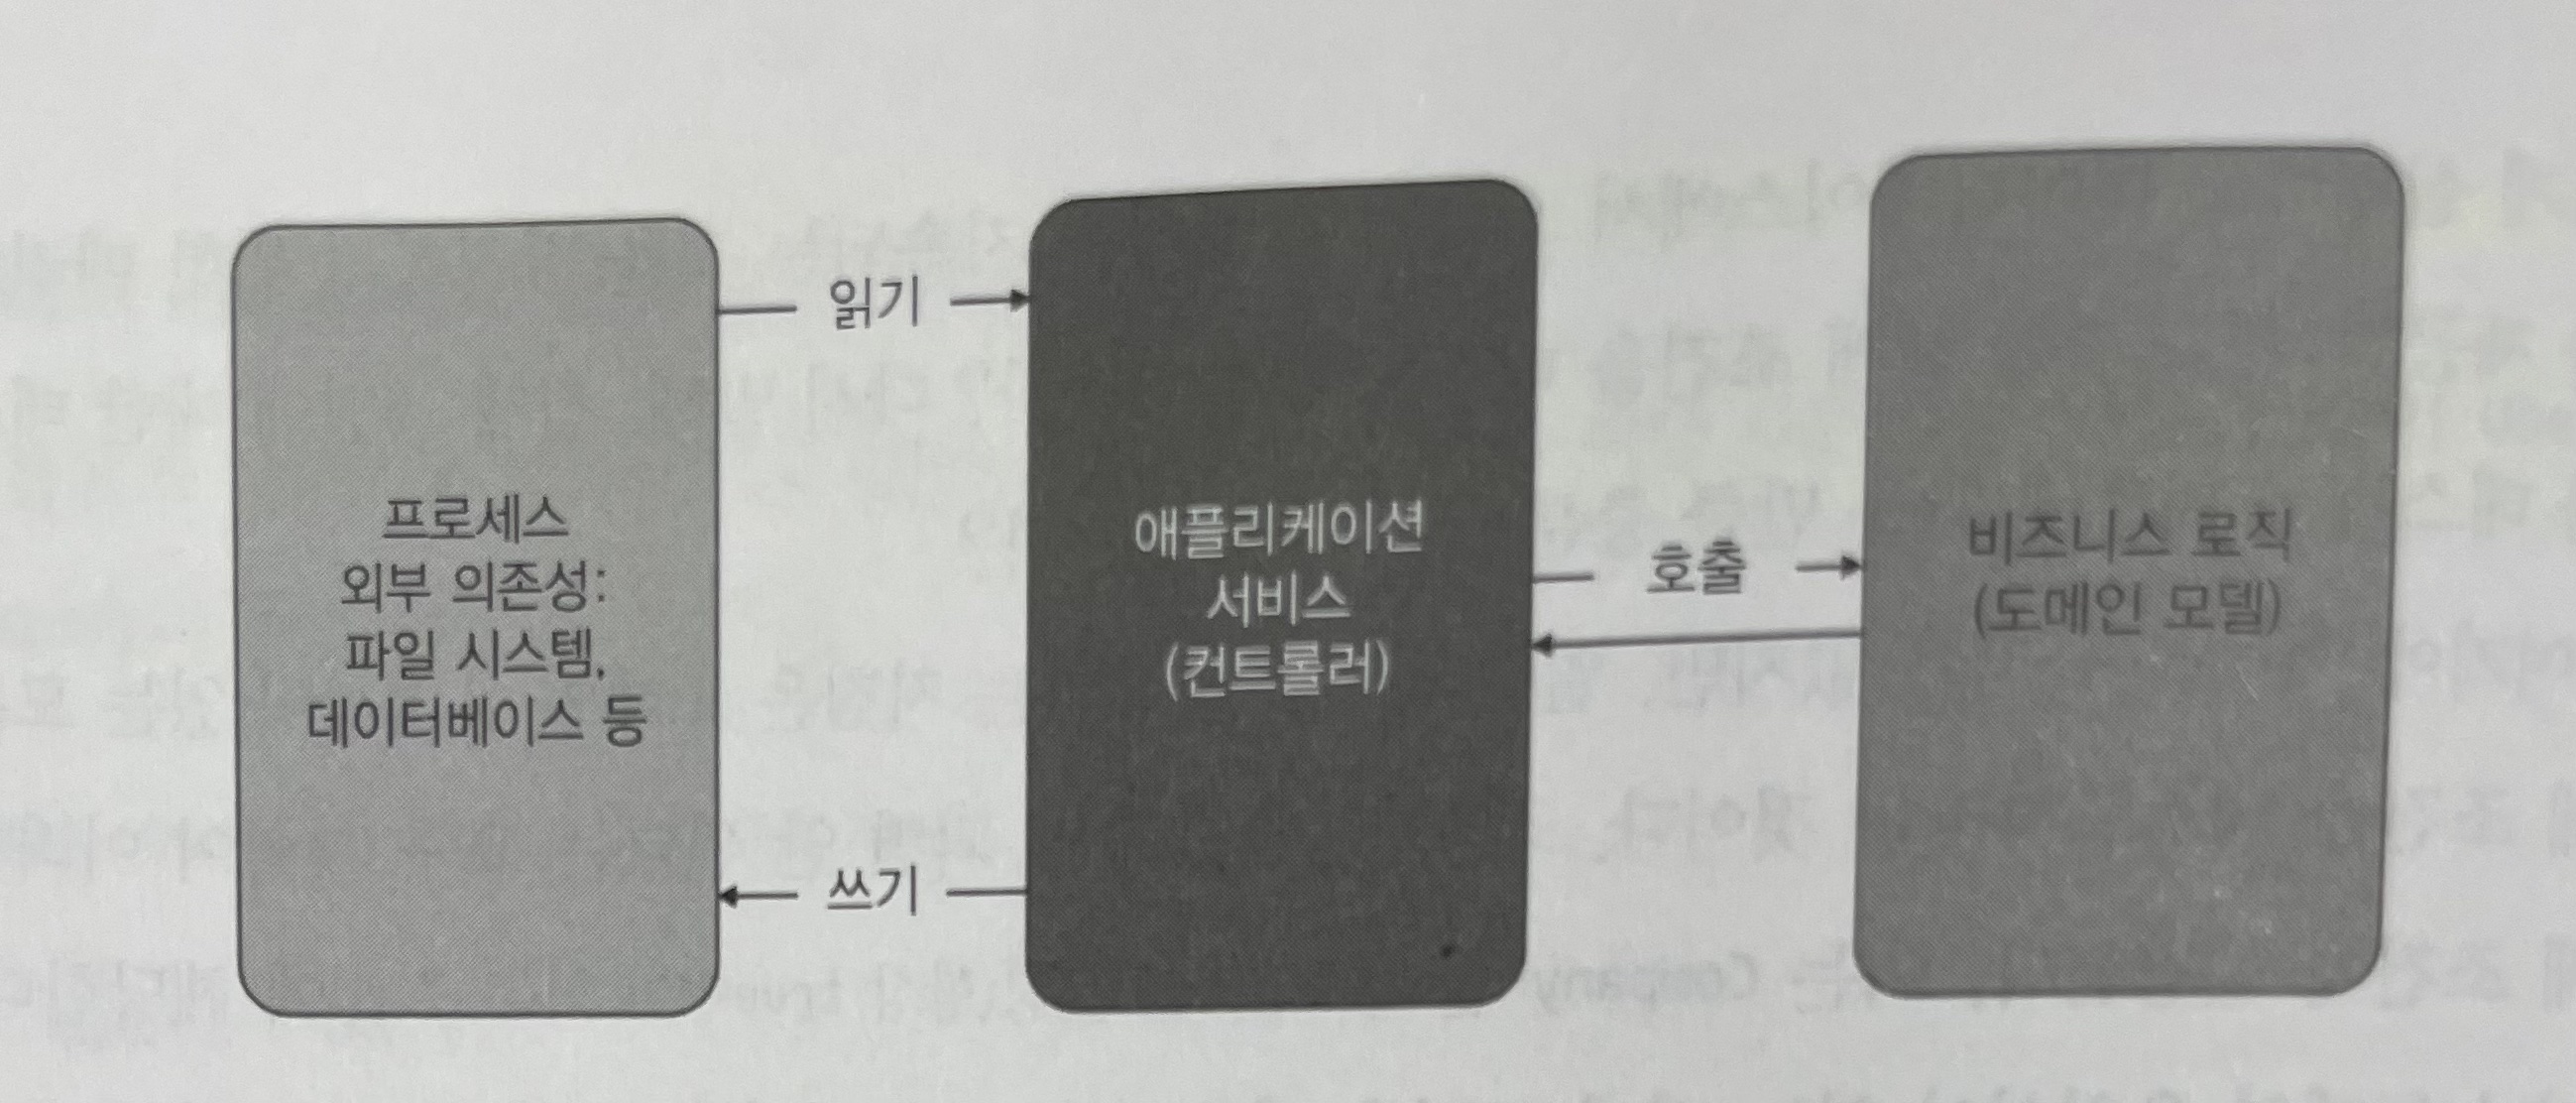 읽기
프로세스
외부 의존성:
파일 시스템,
데이터베이스 등
쓰기
애플리케이션
서비스
(컨트롤러)
호출
비즈니스 로직
(도메인 모델)